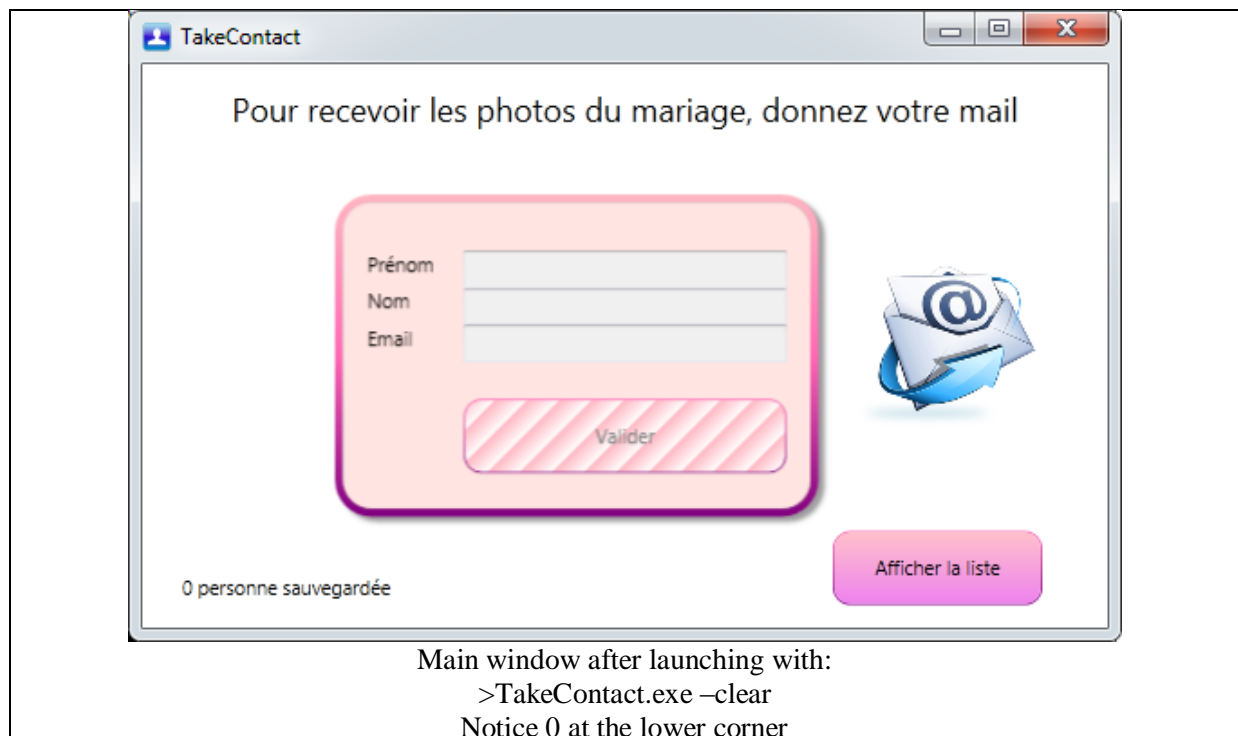 TakeContact
Pour recevoir les photos du mariage, donnez votre mail
Prénom
Nom
Email
@
Valider
Afficher la liste
0 personne sauvegardée
Main window after launching with:
>TakeContact.exe –clear
Notice 0 at the lower corner